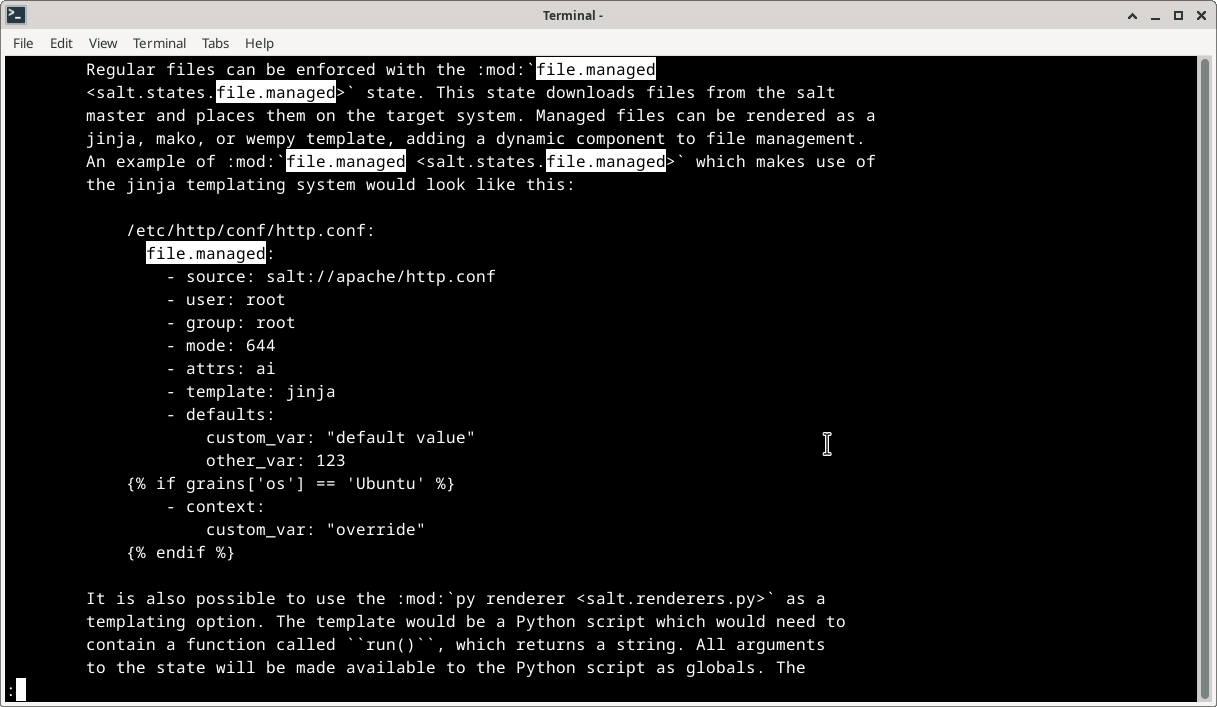 Terminal -
File Edit View Terminal Tabs Help
Regular files can be enforced with the :mod:`file.managed
<salt.states.file.managed>` state. This state downloads files from the salt
master and places them on the target system. Managed files can be rendered as a
jinja, mako, or wempy template, adding a dynamic component to file management.
An example of :mod:`file.managed <salt.states.file.managed>` which makes use of
the jinja templating system would look like this:
/etc/http/conf/http.conf:
file.managed:
- source: salt://apache/http.conf
- user: root
- group: root
- mode: 644
- attrs: ai
- template: jinja
- defaults:
custom_var: "default value"
other_var: 123
{% if grains['os'] == 'Ubuntu' %}
- context:
custom_var: "override"
{% endif %}
It is also possible to use the :mod:`py renderer <salt.renderers.py>` as a
templating option. The template would be a Python script which would need to
contain a function called ``run()``, which returns a string. All arguments
to the state will be made available to the Python script as globals. The
: